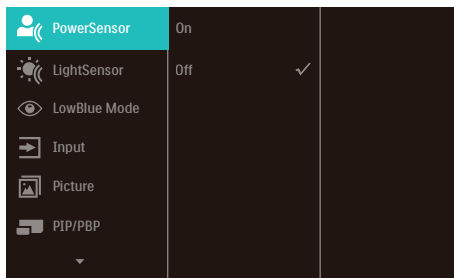 PowerSensor
On
LightSensor
Off
LowBlue Mode
Input
Picture
PIP/PBP